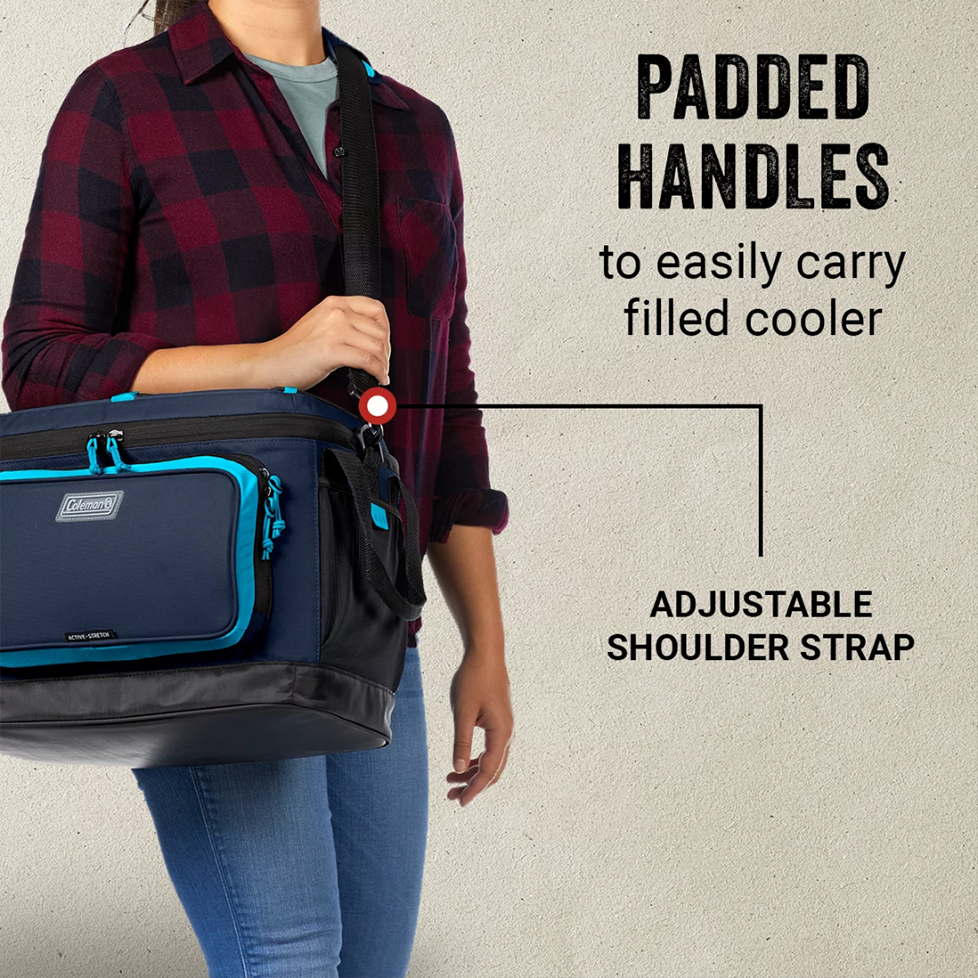 PADDED
HANDLES
to easily carry
filled cooler
Coleman
ACTIVE-STRETCH
ADJUSTABLE
SHOULDER STRAP